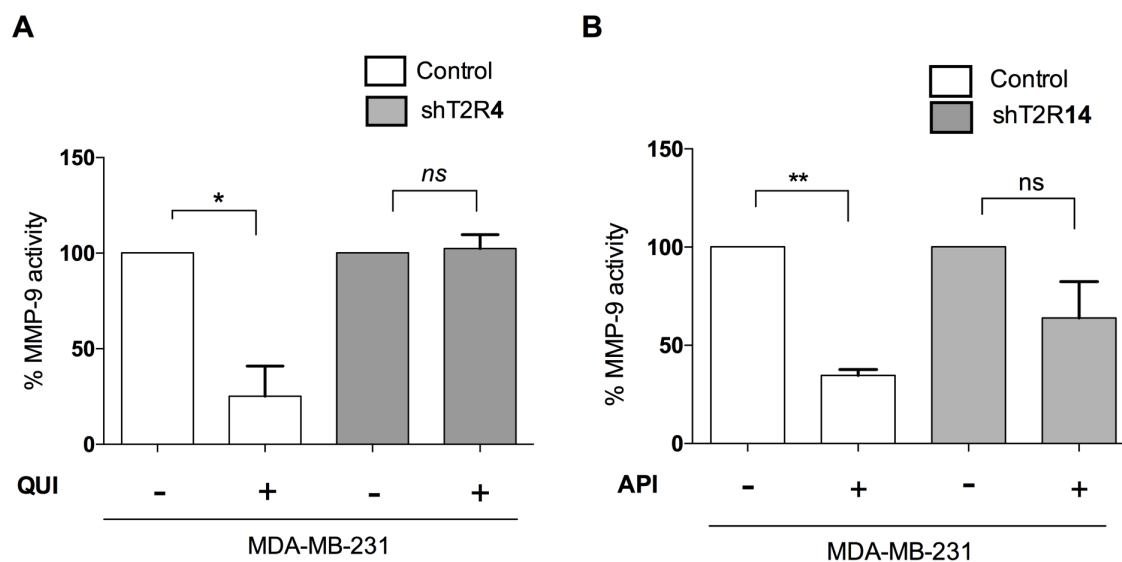 A
Control
shT2R4
150
100
50
0
% MMP-9 activity
*
ns
QUI
- + - +
MDA-MB-231
B
Control
shT2R14
150
100
50
0
% MMP-9 activity
**
ns
API
- + - +
MDA-MB-231